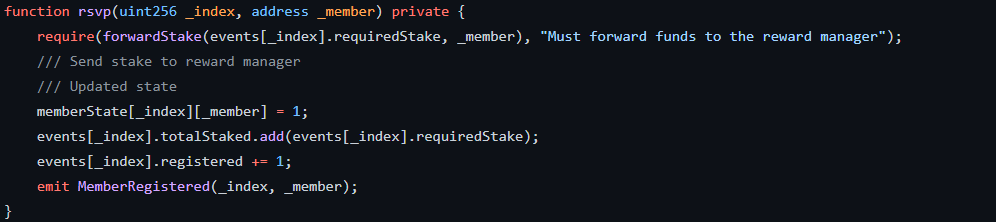 function rsvp(uint256 _index, address _member) private {
    require(forwardStake(events[_index].requiredStake, _member), "Must forward funds to the reward manager");
    /// Send stake to reward manager
    /// Updated state
    memberState[_index][_member] = 1;
    events[_index].totalStaked.add(events[_index].requiredStake);
    events[_index].registered += 1;
    emit MemberRegistered(_index, _member);
}